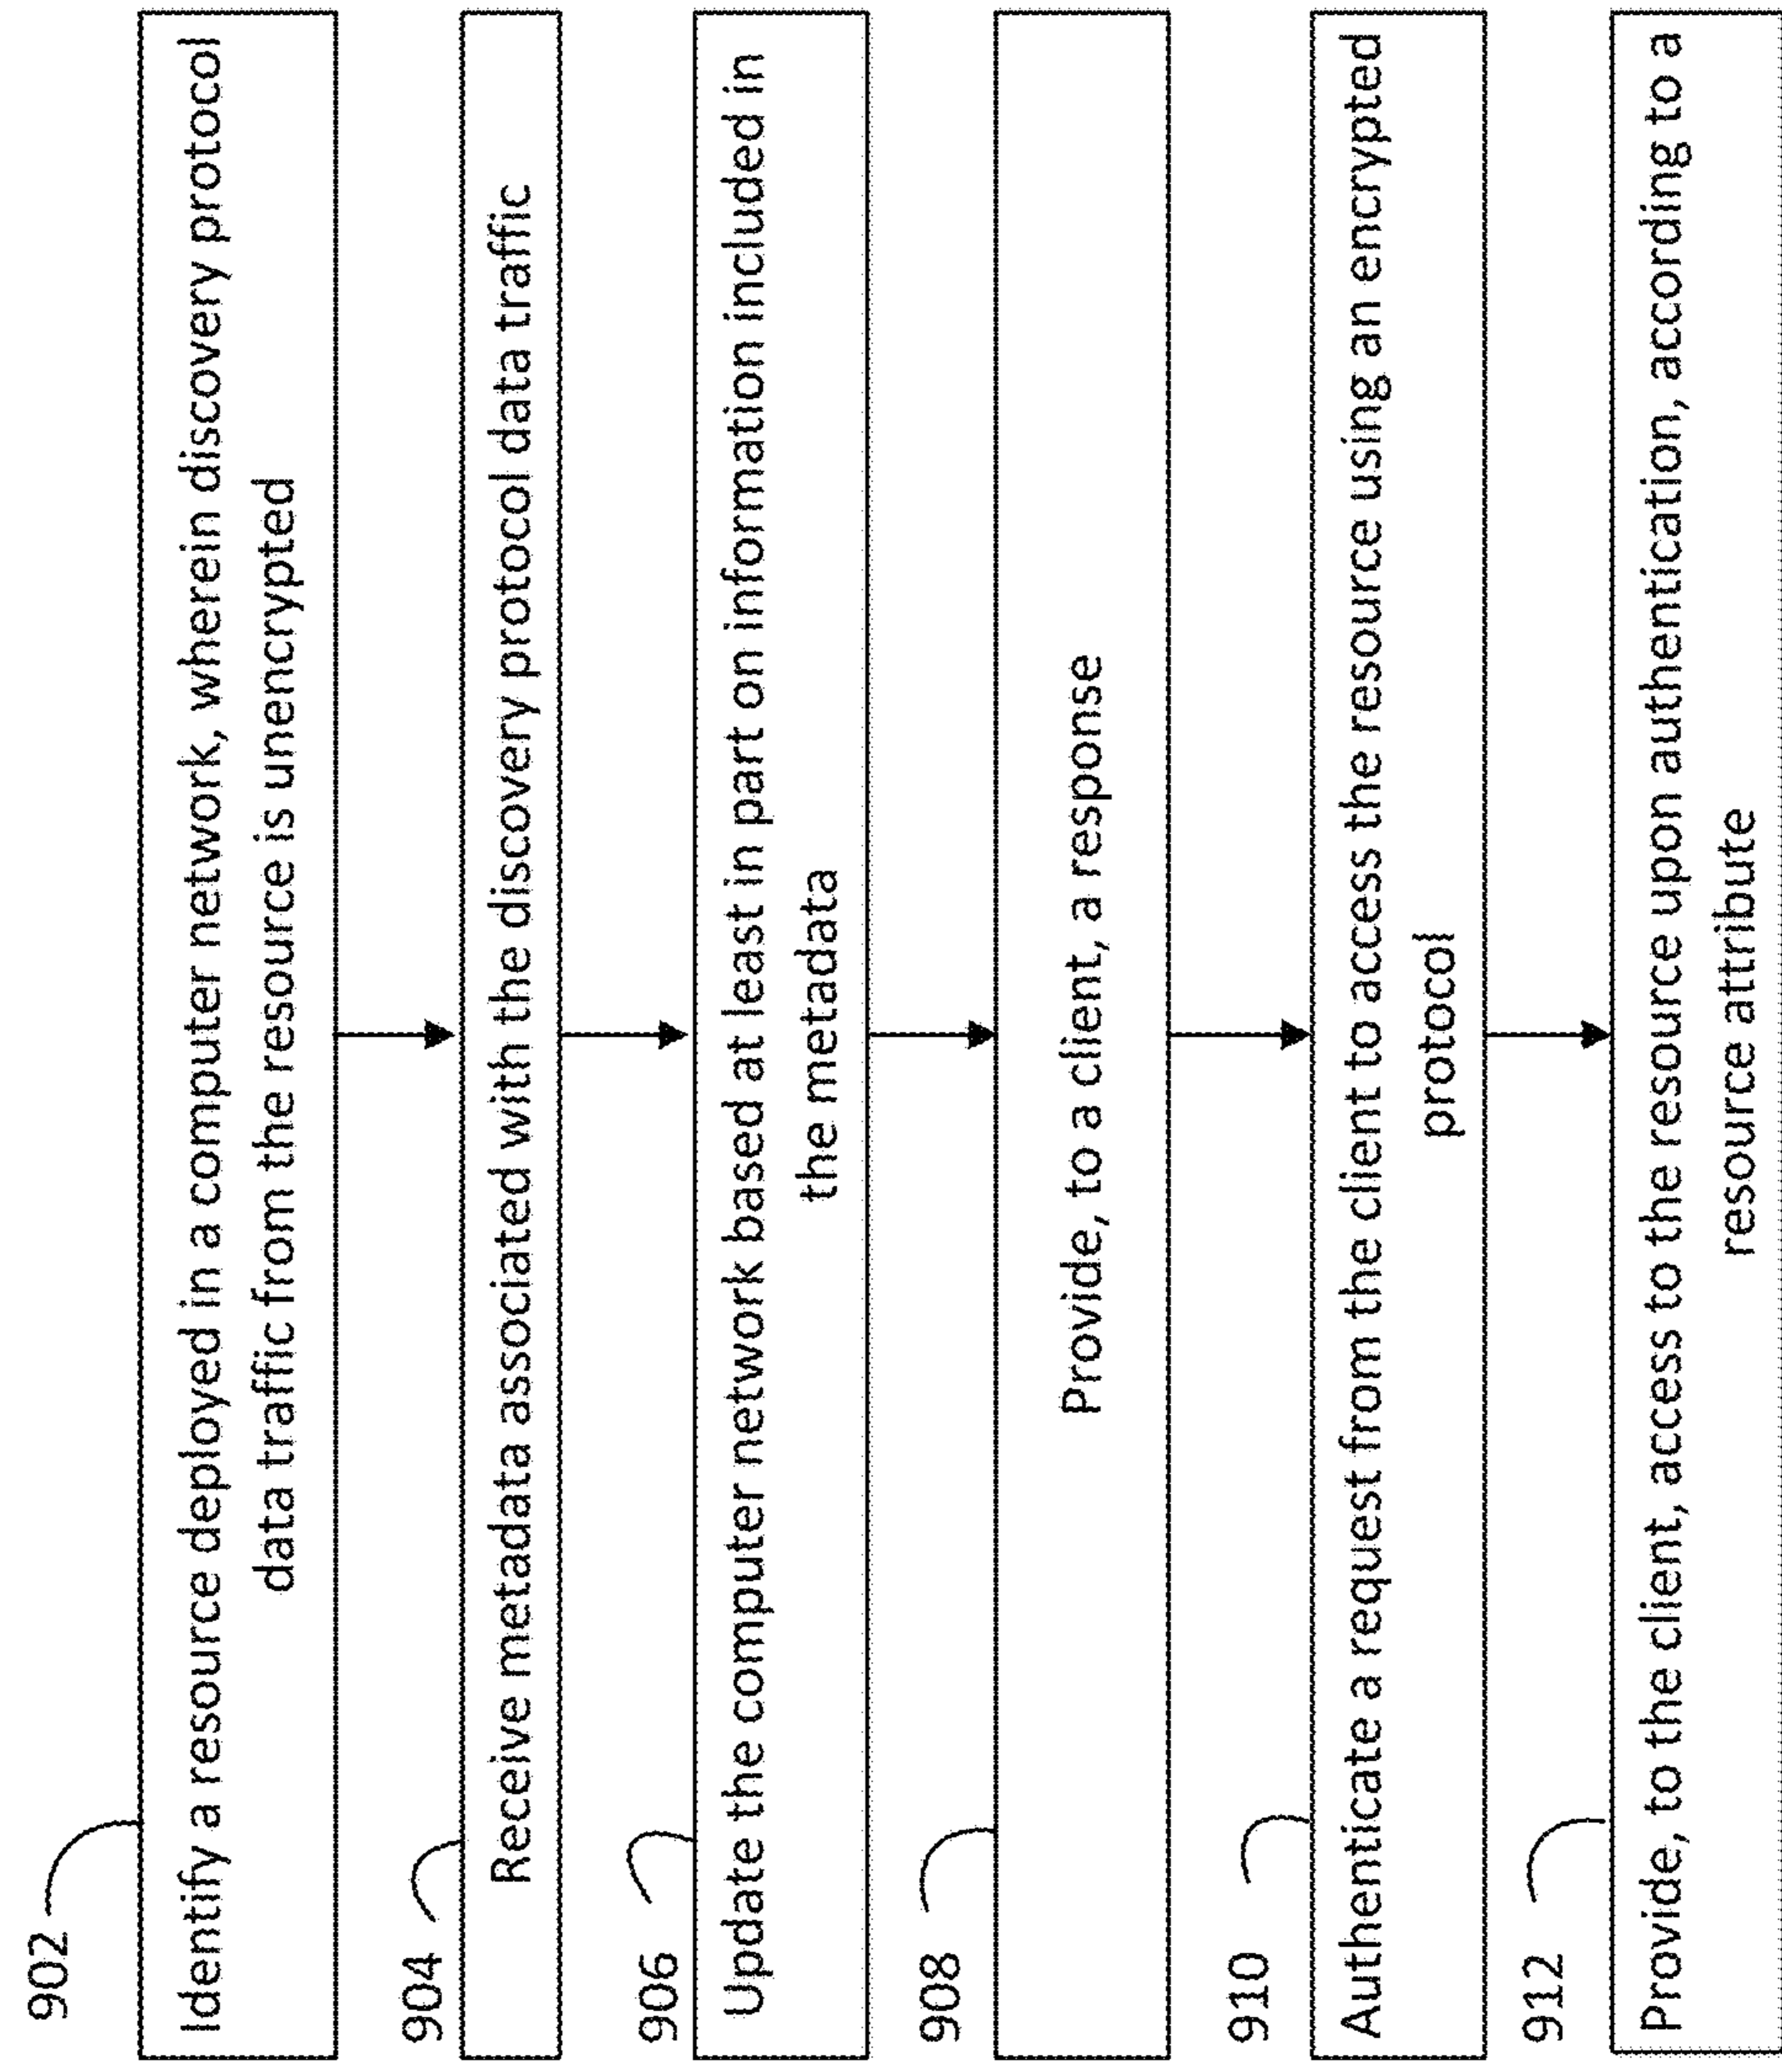 902
Identify a resource deployed in a computer network, wherein discovery protocol
data traffic from the resource is unencrypted
904
Receive metadata associated with the discovery protocol data traffic
906
Update the computer network based at least in part on information included in
the metadata
908
Provide, to a client, a response
910
Authenticate a request from the client to access the resource using an encrypted
protocol
912
Provide, to the client, access to the resource upon authentication, according to a
resource attribute